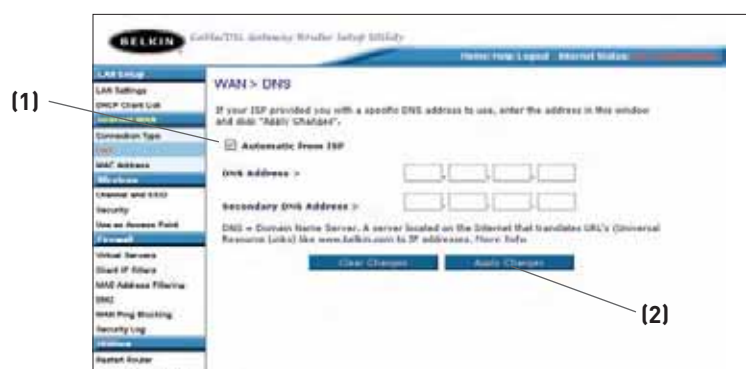 BELKIN Cable/DSL Gateway Router Setup Utility
Home| Help| Logout Internet Status:
LAN Setup
LAN Settings
DHCP Client List
Internet WAN
Connection Type
DNS
MAC Address
Wireless
Channel and SSID
Security
Use as Access Point
Firewall
Virtual Servers
Client IP Filters
MAC Address Filtering
DMZ
WAN Ping Blocking
Security Log
Utilities
Restart Router
(1)
WAN > DNS
If your ISP provided you with a specific DNS address to use, enter the address in this window
and click "Apply Changes".
Automatic from ISP
DNS Address >
Secondary DNS Address >
DNS = Domain Name Server. A server located on the Internet that translates URL's (Universal
Resource Links) like www.belkin.com to IP addresses. More Info
Clear Changes Apply Changes
(2)